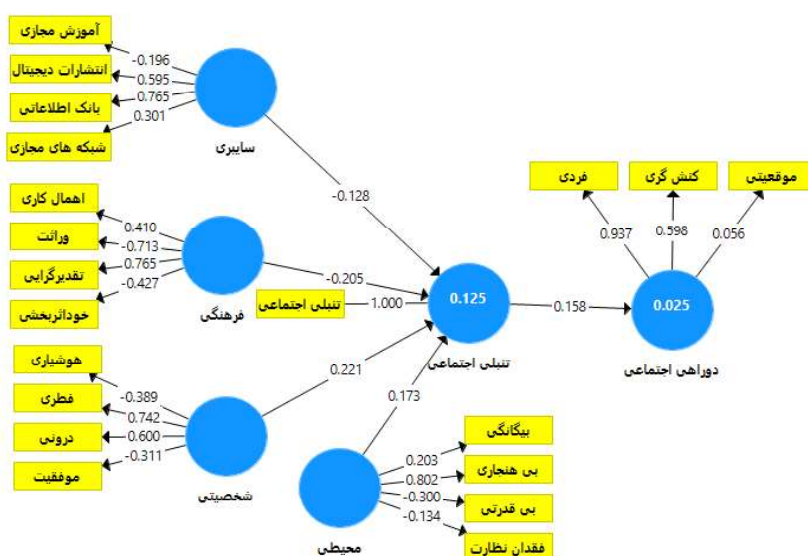 آموزش مجازی
انتشارات دیجیتال
بانک اطلاعاتی
شبکه های مجازی
-0.196
0.595
0.765
0.301
سایبری
-0.128
اهمال کاری
وراثت
تقدیرگرایی
خوداثربخشی
0.410
-0.713
0.765
-0.427
فرهنگی
-0.205
تنبلی اجتماعی
1.000
هوشیاری
فطری
درونی
موفقیت
-0.389
0.742
0.600
-0.311
شخصیتی
0.221
بیگانگی
بی هنجاری
بی قدرتی
فقدان نظارت
0.203
0.802
-0.300
-0.134
محیطی
0.173
0.125
تنبلی اجتماعی
0.158
0.025
دوراهی اجتماعی
فردی
کنش گری
موقعیتی
0.937
0.598
0.056